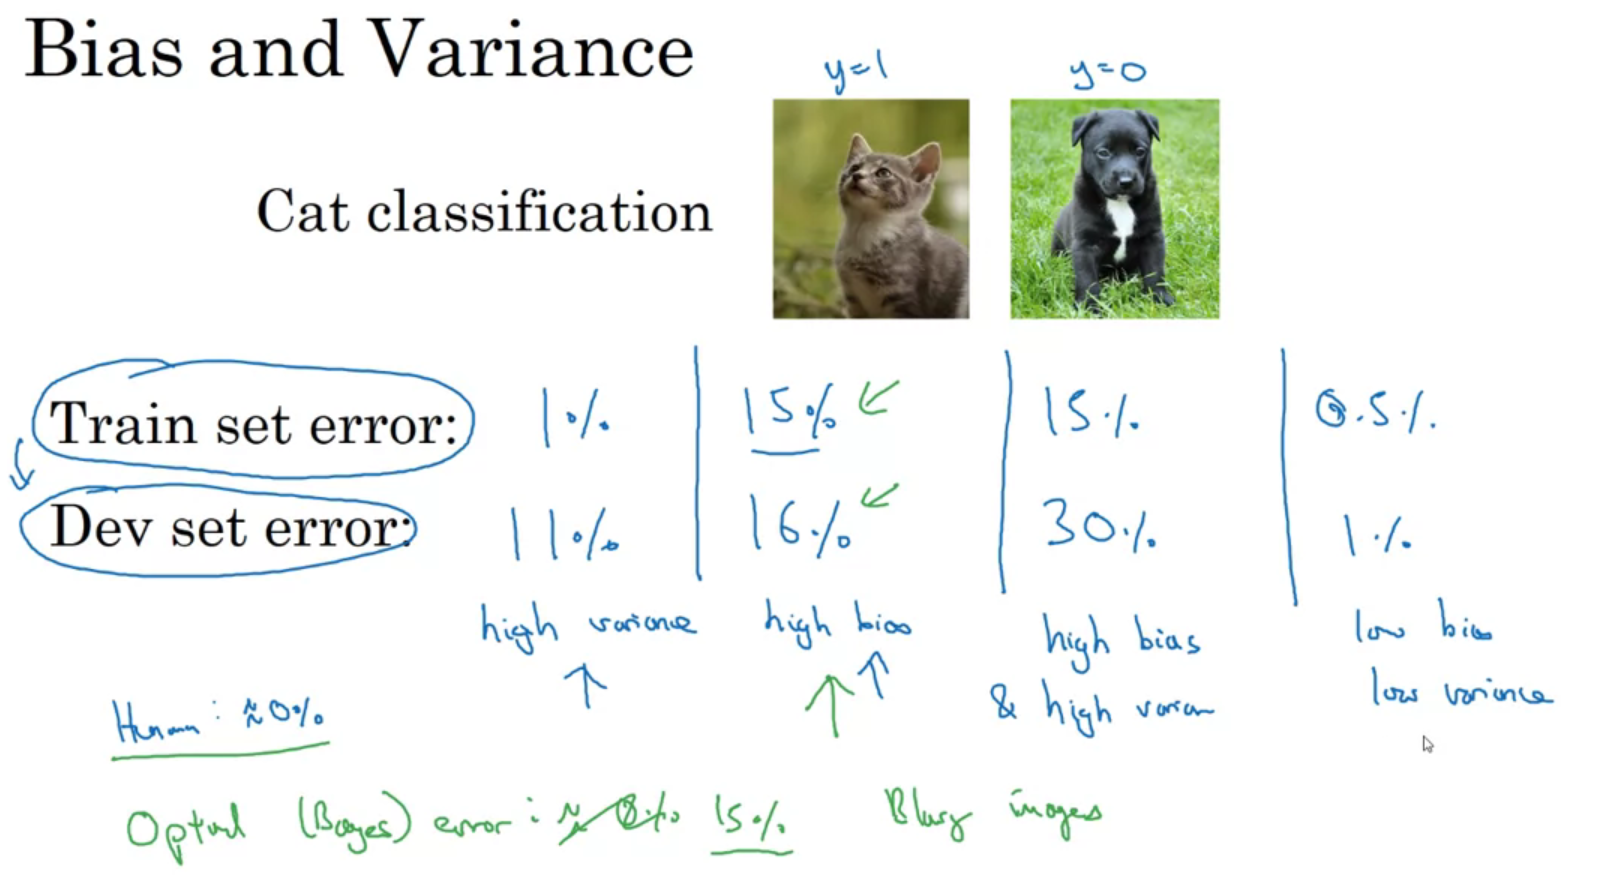 Bias and Variance
y=1 y=0
Cat classification
Train set error: 1% 15% 15% 0.5%
Dev set error: 11% 16% 30% 1%
high variance high bias high bias low bias
& high varian low variance
Human: ≈0%
Optimal (Bayes) error: ≈ 0% 15% Blurry images